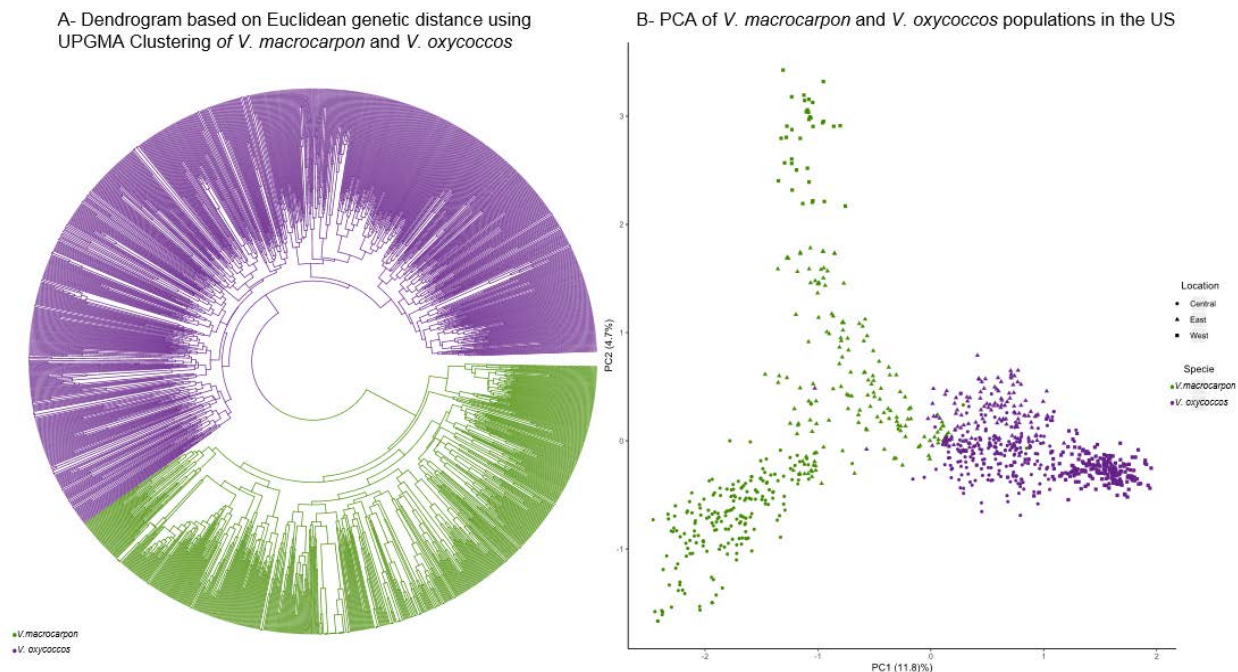 A- Dendrogram based on Euclidean genetic distance using
UPGMA Clustering of V. macrocarpon and V. oxycoccos
V.macrocarpon
V. oxycoccos
B- PCA of V. macrocarpon and V. oxycoccos populations in the US
PC2 (4.7%)
3
2
1
0
-1
-2
-1
0
1
2
PC1 (11.8)%)
Location
Central
East
West
Specie
V.macrocarpon
V. oxycoccos